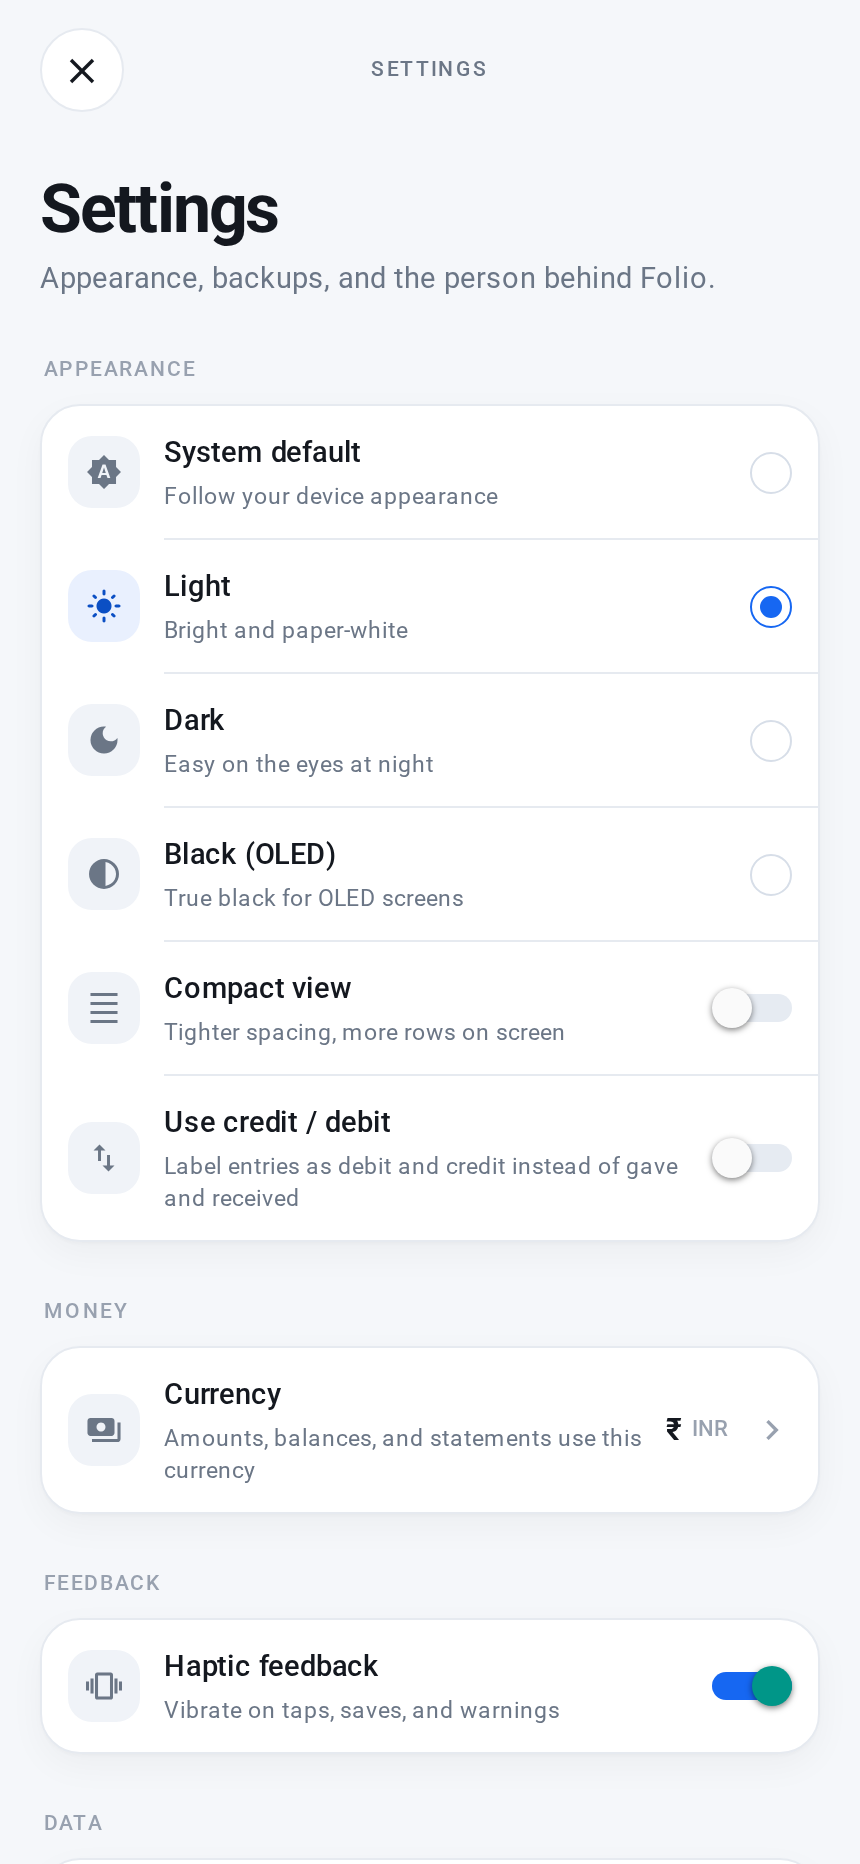 SETTINGS
Settings
Appearance, backups, and the person behind Folio.
APPEARANCE
A
System default
Follow your device appearance
Light
Bright and paper-white
Dark
Easy on the eyes at night
Black (OLED)
True black for OLED screens
Compact view
Tighter spacing, more rows on screen
Use credit / debit
Label entries as debit and credit instead of gave
and received
MONEY
Currency
Amounts, balances, and statements use this
currency
₹ INR
FEEDBACK
Haptic feedback
Vibrate on taps, saves, and warnings
DATA